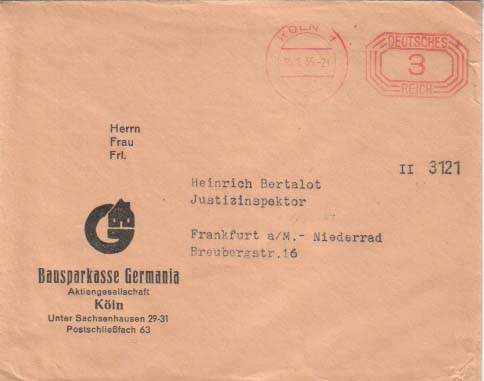 KÖLN 1
DEUTSCHES
3
REICH
Herrn
Frau
Frl.
II 3121
Heinrich Bertalot
Justizinspektor
Frankfurt a/M.- Niederrad
Breubergstr.16
G
Bausparkasse Germania
Aktiengesellschaft
Köln
Unter Sachsenhausen 29-31
Postschließfach 63